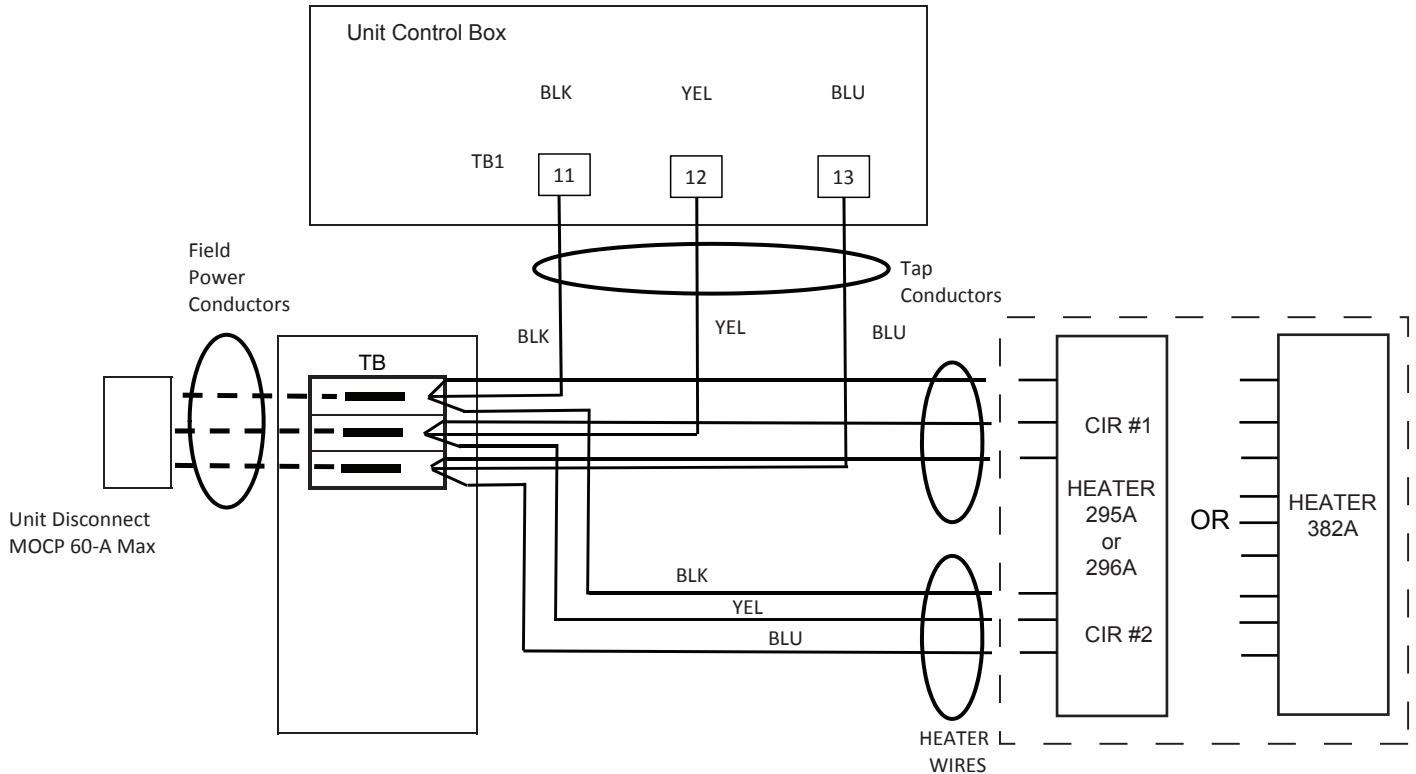 Unit Control Box
BLK YEL BLU
TB1 11 12 13
Field
Power
Conductors
Tap
Conductors
BLK YEL BLU
TB
Unit Disconnect
MOCP 60-A Max
CIR #1
HEATER
295A
or
296A
CIR #2
OR
HEATER
382A
BLK
YEL
BLU
HEATER
WIRES